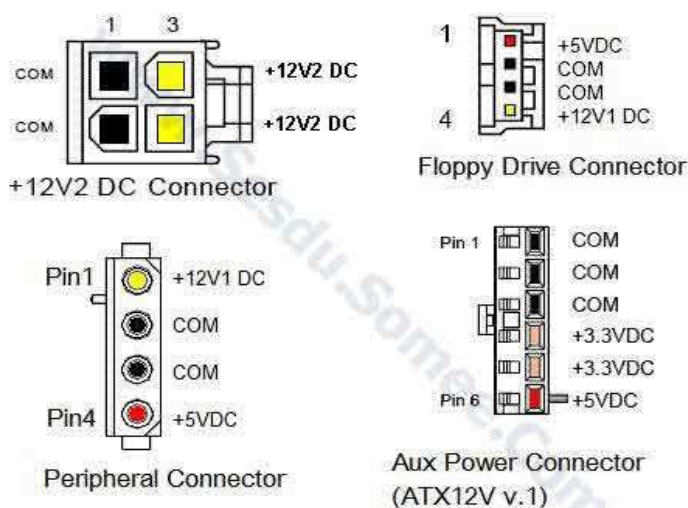 1 3
COM +12V2 DC
COM +12V2 DC
+12V2 DC Connector
1 +5VDC
COM
COM
4 +12V1 DC
Floppy Drive Connector
Pin1 +12V1 DC
COM
COM
Pin4 +5VDC
Peripheral Connector
Pin 1 COM
COM
COM
+3.3VDC
+3.3VDC
Pin 6 +5VDC
Aux Power Connector
(ATX12V v.1)